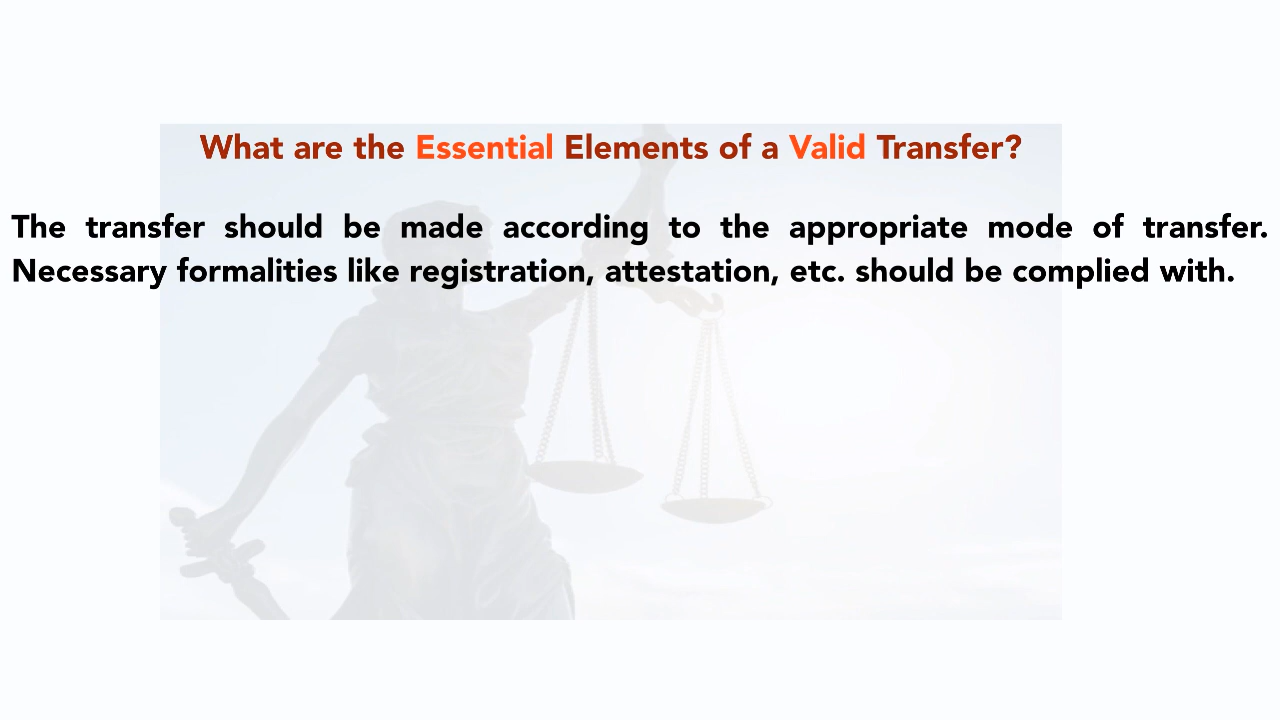 What are the Essential Elements of a Valid Transfer?
The transfer should be made according to the appropriate mode of transfer.
Necessary formalities like registration, attestation, etc. should be complied with.